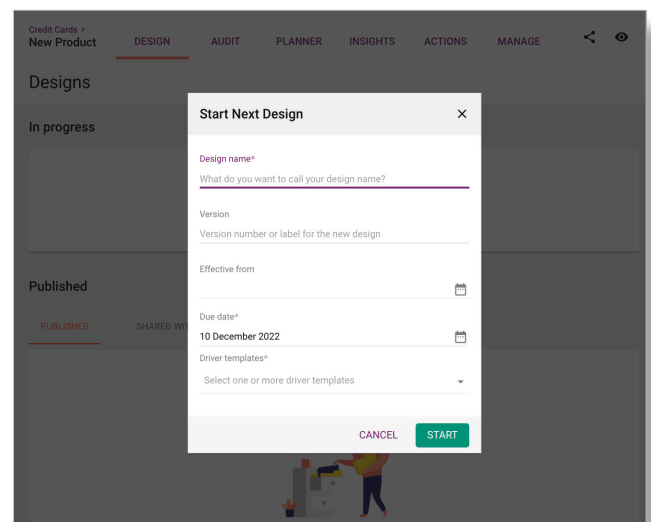 Credit Cards >
New Product
DESIGN
AUDIT
PLANNER
INSIGHTS
ACTIONS
MANAGE
Designs
In progress
Start Next Design
Design name*
What do you want to call your design name?
Version
Version number or label for the new design
Effective from
Published
Due date*
10 December 2022
PUBLISHED
SHARED WIT
Driver templates*
Select one or more driver templates
CANCEL
START